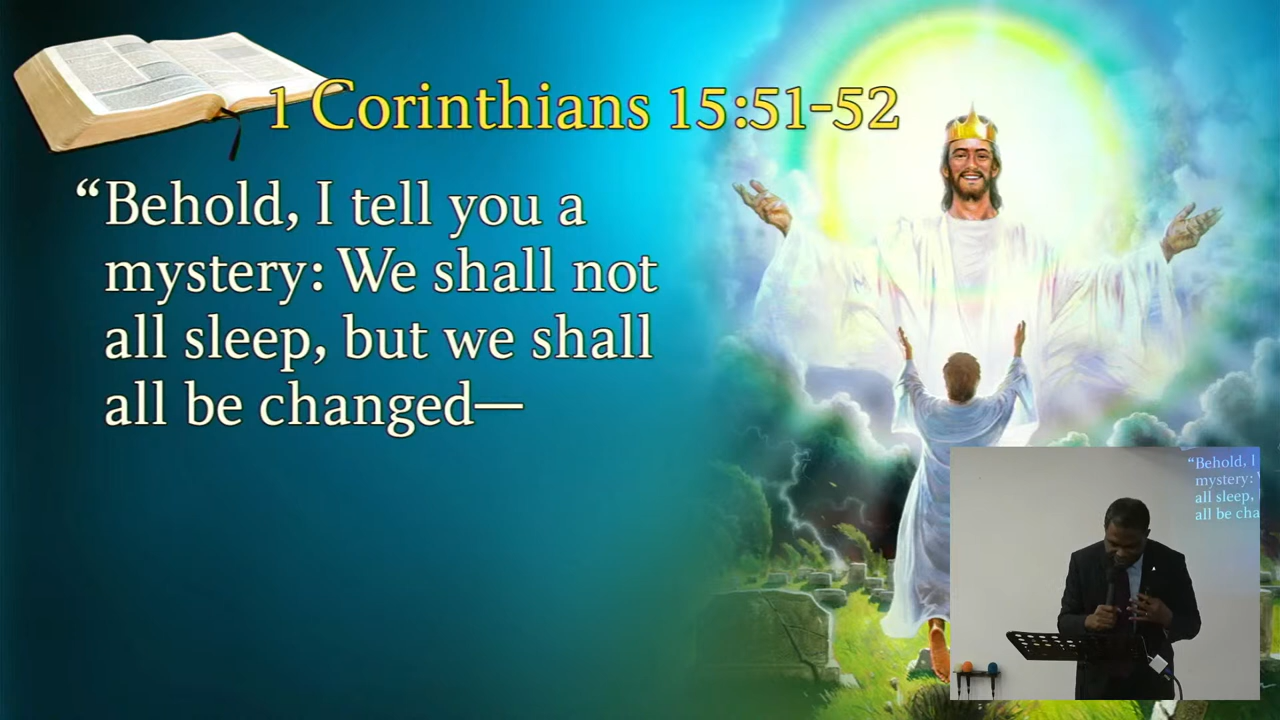 1 Corinthians 15:51-52
“Behold, I tell you a
mystery: We shall not
all sleep, but we shall
all be changed—
“Behold, I
mystery:
all sleep,
all be cha